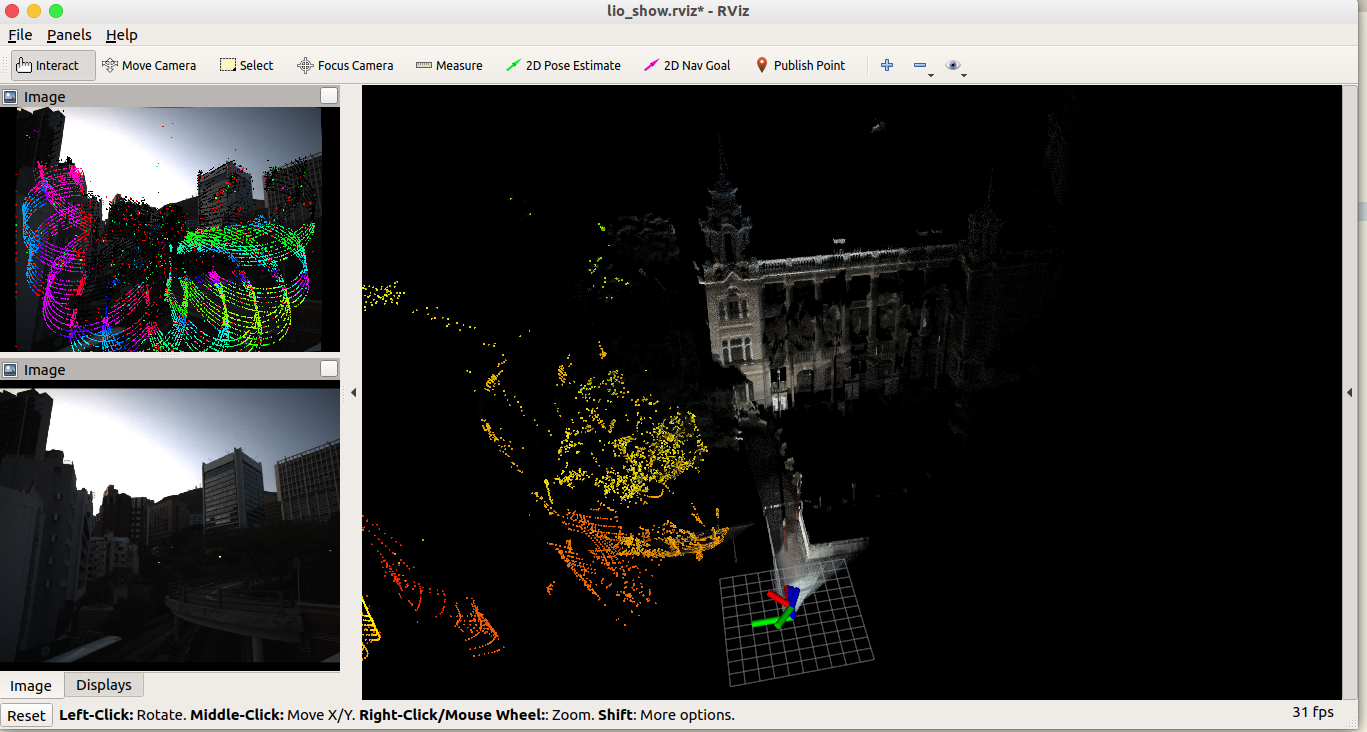 lio_show.rviz* - RViz
File Panels Help
Interact Move Camera Select Focus Camera Measure 2D Pose Estimate 2D Nav Goal Publish Point
Image
Image
Image Displays
Reset Left-Click: Rotate. Middle-Click: Move X/Y. Right-Click/Mouse Wheel:: Zoom. Shift: More options. 31 fps